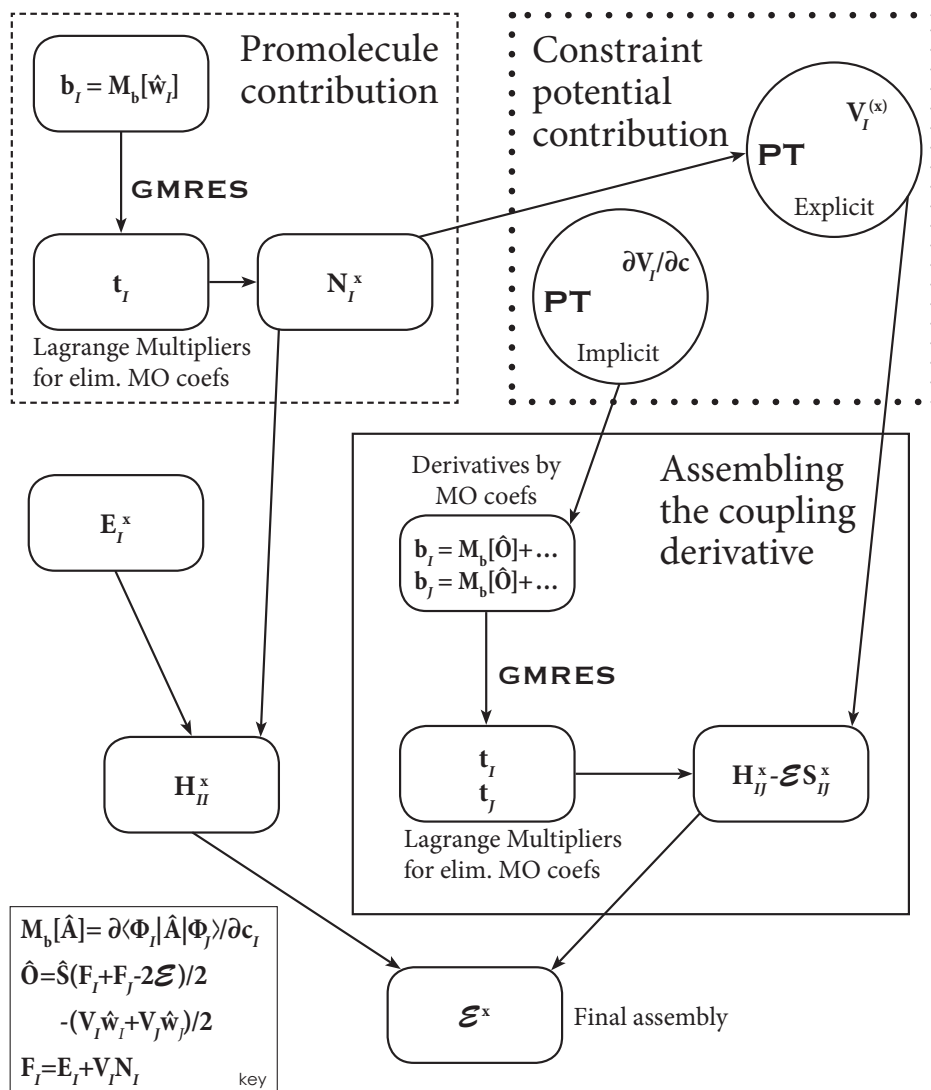 Promolecule
contribution
b_I = M_b[ŵ_I]
GMRES
t_I
N_I^x
Lagrange Multipliers
for elim. MO coefs
Constraint
potential
contribution
V_I^(x)
PT
Explicit
∂V_I/∂c
PT
Implicit
E_I^x
H_II^x
Assembling
the coupling
derivative
Derivatives by
MO coefs
b_I = M_b[Ô]+...
b_J = M_b[Ô]+...
GMRES
t_I
t_J
H_IJ^x-ℰS_IJ^x
Lagrange Multipliers
for elim. MO coefs
M_b[Â]= ∂⟨Φ_I|Â|Φ_J⟩/∂c_I
Ô=Ŝ(F_I+F_J-2ℰ)/2
-(V_Iŵ_I+V_Jŵ_J)/2
F_I=E_I+V_IN_I
key
ℰ^x
Final assembly